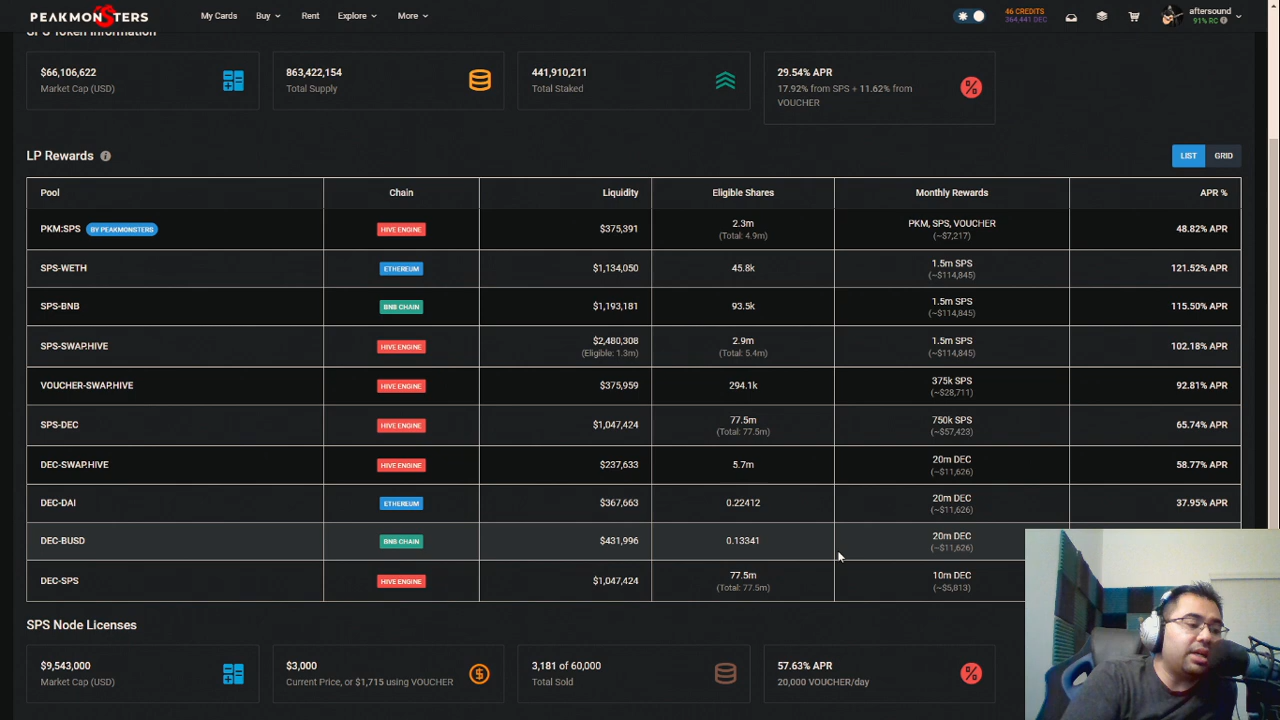 PEAKMONSTERS
My Cards
Buy
Rent
Explore
More
46 CREDITS
364,441 DEC
aftersound
91% RC
SPS Token Information
$66,106,622
Market Cap (USD)
863,422,154
Total Supply
441,910,211
Total Staked
29.54% APR
17.92% from SPS + 11.62% from
VOUCHER
LP Rewards
LIST
GRID
Pool Chain Liquidity Eligible Shares Monthly Rewards APR %
PKM:SPS BY PEAKMONSTERS HIVE ENGINE $375,391 2.3m PKM, SPS, VOUCHER 48.82% APR
(Total: 4.9m) (~$7,217)
SPS-WETH ETHEREUM $1,134,050 45.8k 1.5m SPS 121.52% APR
(~$114,845)
SPS-BNB BNB CHAIN $1,193,181 93.5k 1.5m SPS 115.50% APR
(~$114,845)
SPS-SWAP.HIVE HIVE ENGINE $2,480,308 2.9m 1.5m SPS 102.18% APR
(Eligible: 1.3m) (Total: 5.4m) (~$114,845)
VOUCHER-SWAP.HIVE HIVE ENGINE $375,959 294.1k 375k SPS 92.81% APR
(~$28,711)
SPS-DEC HIVE ENGINE $1,047,424 77.5m 750k SPS 65.74% APR
(Total: 77.5m) (~$57,423)
DEC-SWAP.HIVE HIVE ENGINE $237,633 5.7m 20m DEC 58.77% APR
(~$11,626)
DEC-DAI ETHEREUM $367,663 0.22412 20m DEC 37.95% APR
(~$11,626)
DEC-BUSD BNB CHAIN $431,996 0.13341 20m DEC
(~$11,626)
DEC-SPS HIVE ENGINE $1,047,424 77.5m 10m DEC
(Total: 77.5m) (~$5,813)
SPS Node Licenses
$9,543,000
Market Cap (USD)
$3,000
Current Price, or $1,715 using VOUCHER
3,181 of 60,000
Total Sold
57.63% APR
20,000 VOUCHER/day